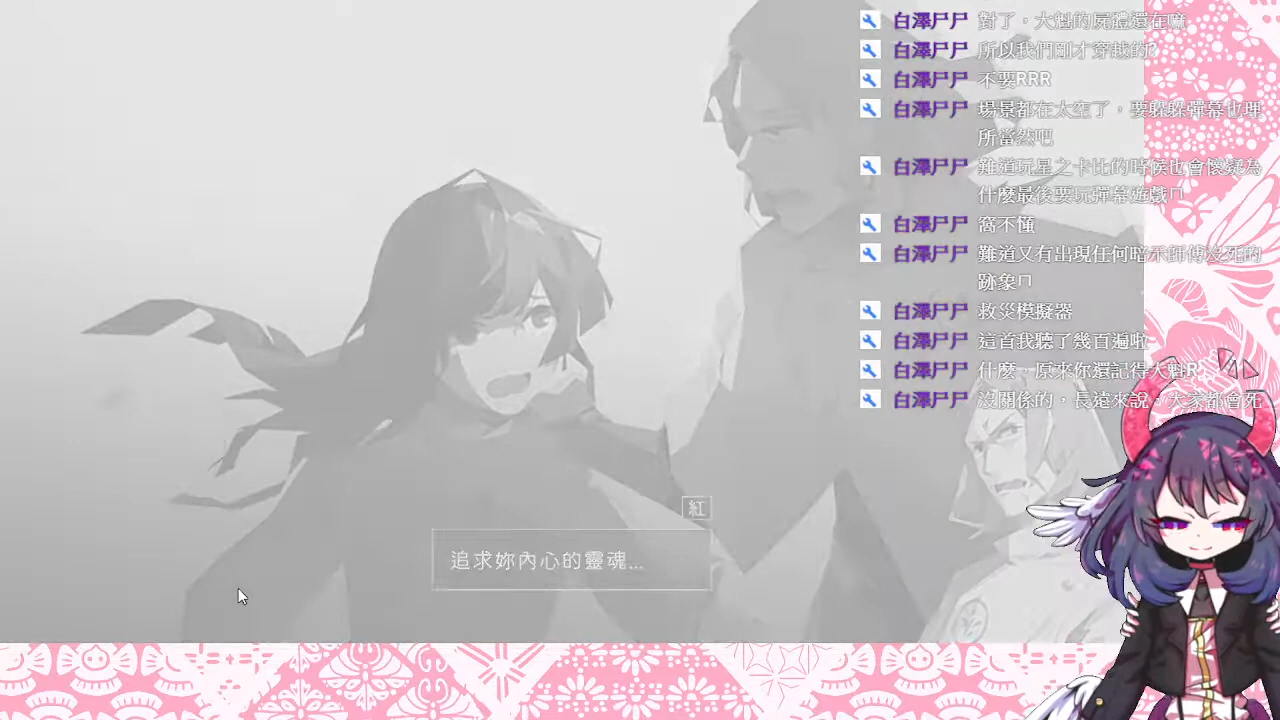 白澤尸尸 對了，大魁的屍體還在嘛
白澤尸尸 所以我們剛才穿越的?
白澤尸尸 不要RRR
白澤尸尸 場景都在太空了，要躲躲彈幕也理
所當然吧
白澤尸尸 難道玩星之卡比的時候也會懷疑為
什麼最後要玩彈幕遊戲ㄇ
白澤尸尸 窩不懂
白澤尸尸 難道又有出現任何暗示師傅沒死的
跡象ㄇ
白澤尸尸 救災模擬器
白澤尸尸 這首我聽了幾百遍啦
白澤尸尸 什麼，原來你還記得大魁R
白澤尸尸 沒關係的，長遠來說，大家都會死
紅
追求妳內心的靈魂...